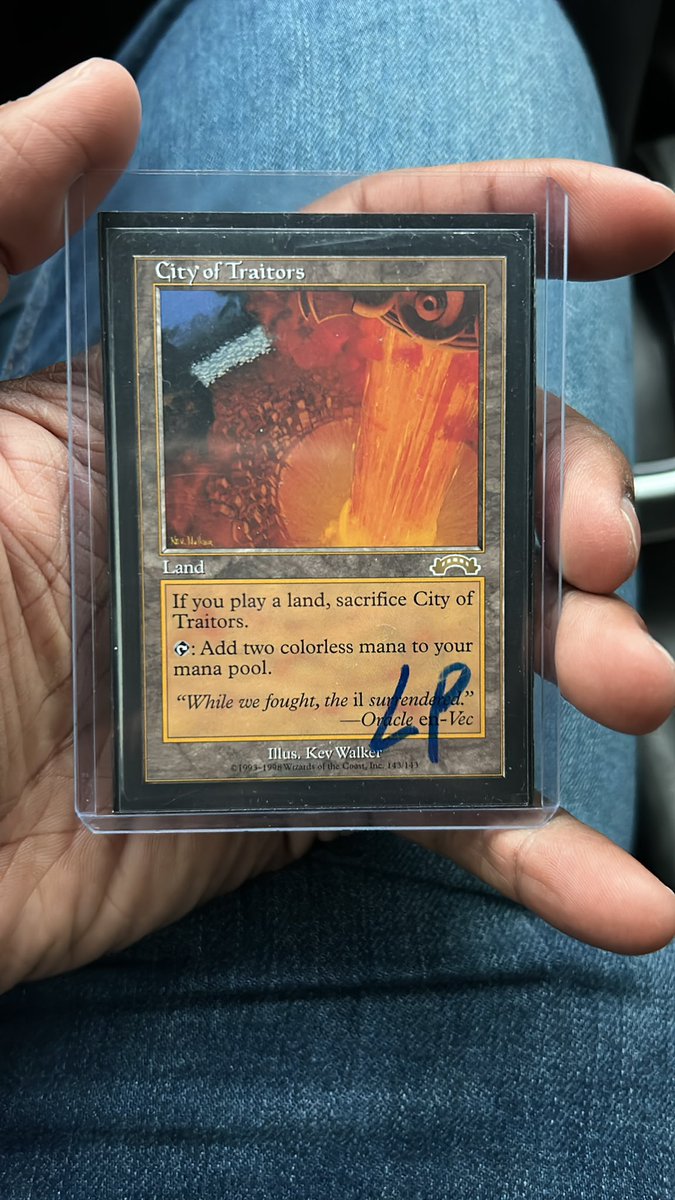 City of Traitors
Kev Walker
Land
If you play a land, sacrifice City of
Traitors.
: Add two colorless mana to your
mana pool.
"While we fought, the il surrendered."
—Oracle en-Vec
LP
Illus. Kev Walker
©1993–1998 Wizards of the Coast, Inc. 143/143